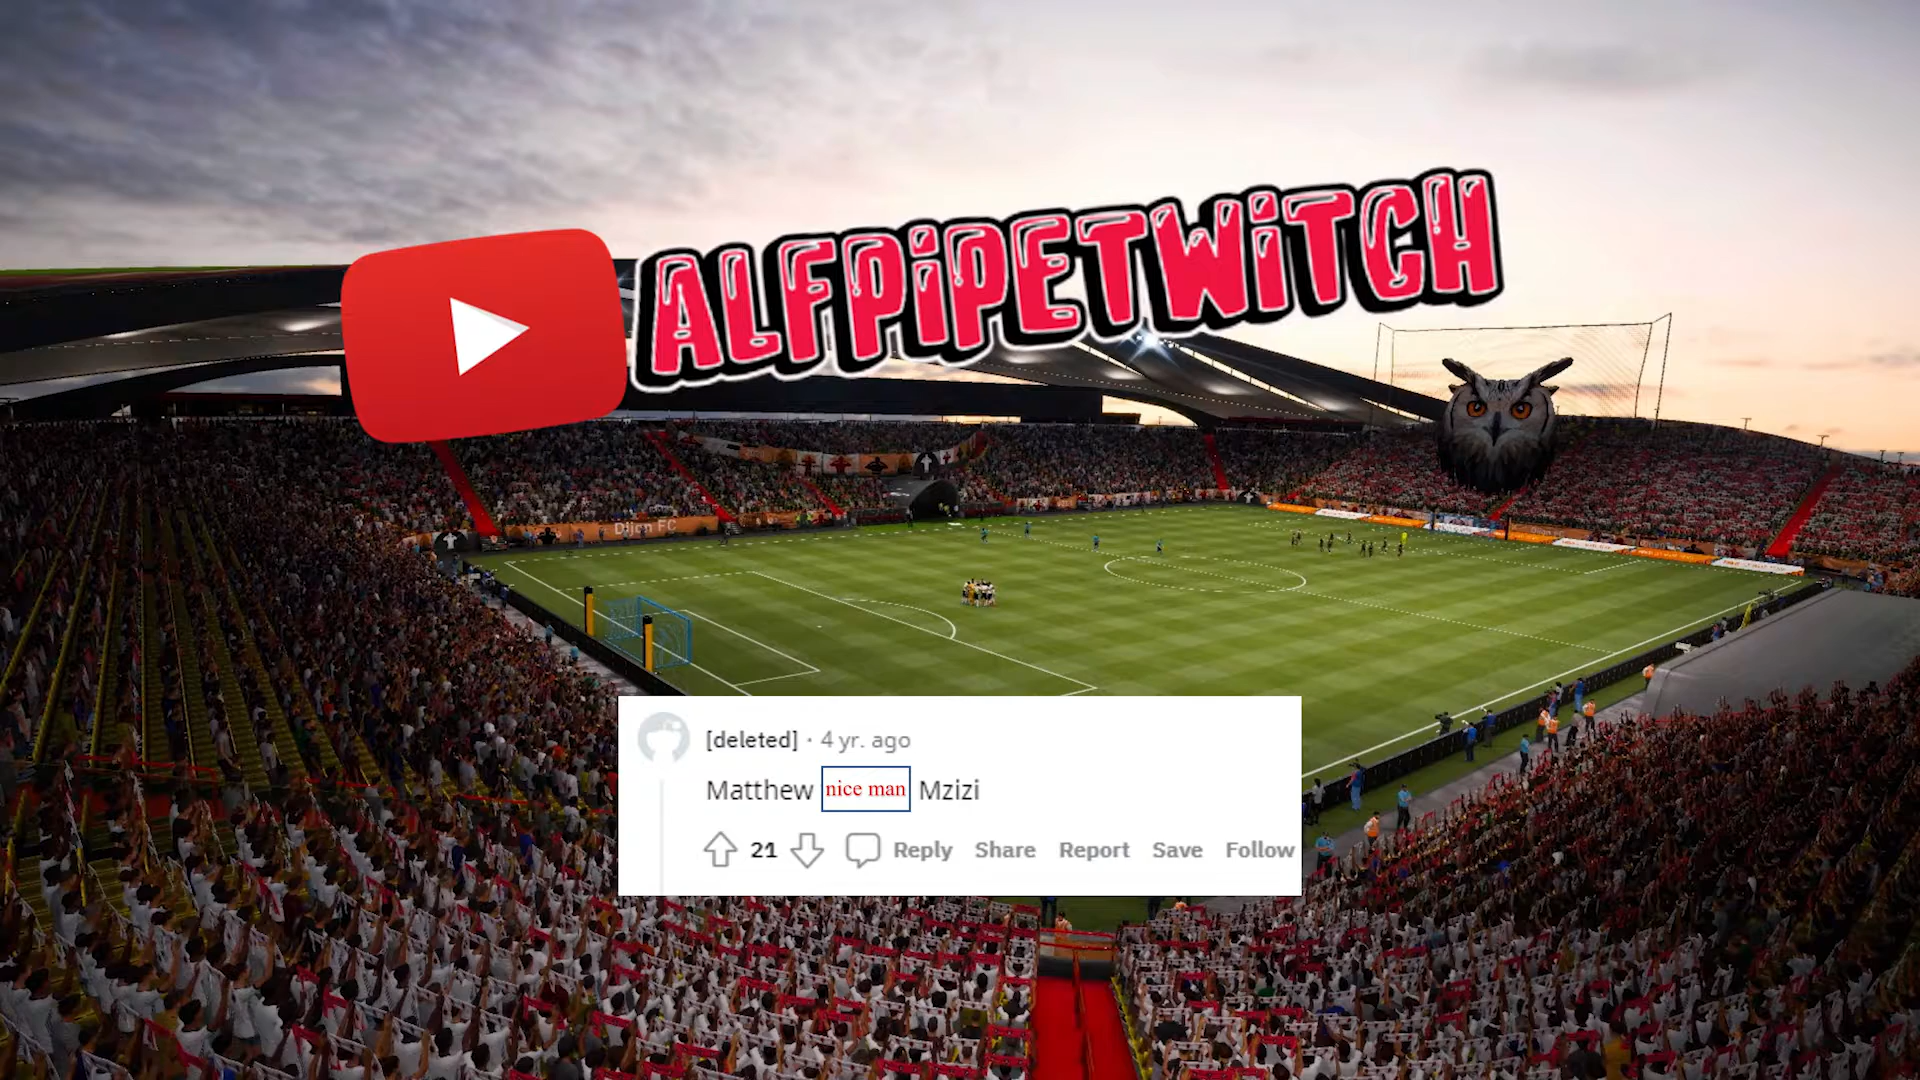 ALFPIPETWITCH
Dijon FC
[deleted] · 4 yr. ago
Matthew nice man Mzizi
21 Reply Share Report Save Follow